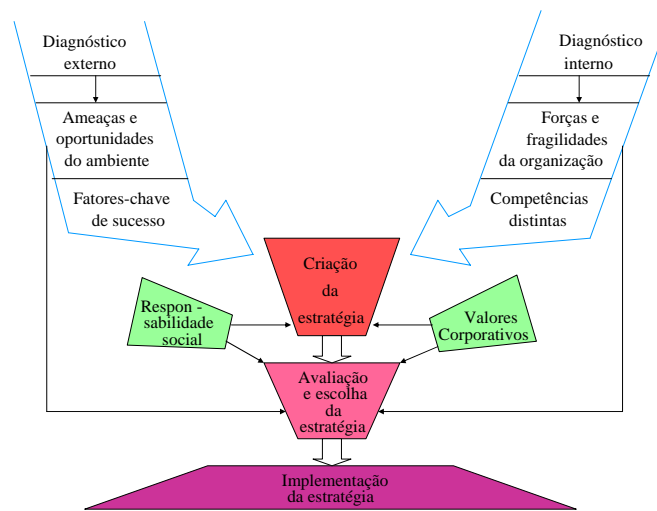 Diagnóstico
externo
Ameaças e
oportunidades
do ambiente
Fatores-chave
de sucesso
Diagnóstico
interno
Forças e
fragilidades
da organização
Competências
distintas
Criação
da
estratégia
Respon -
sabilidade
social
Valores
Corporativos
Avaliação
e escolha
da
estratégia
Implementação
da estratégia